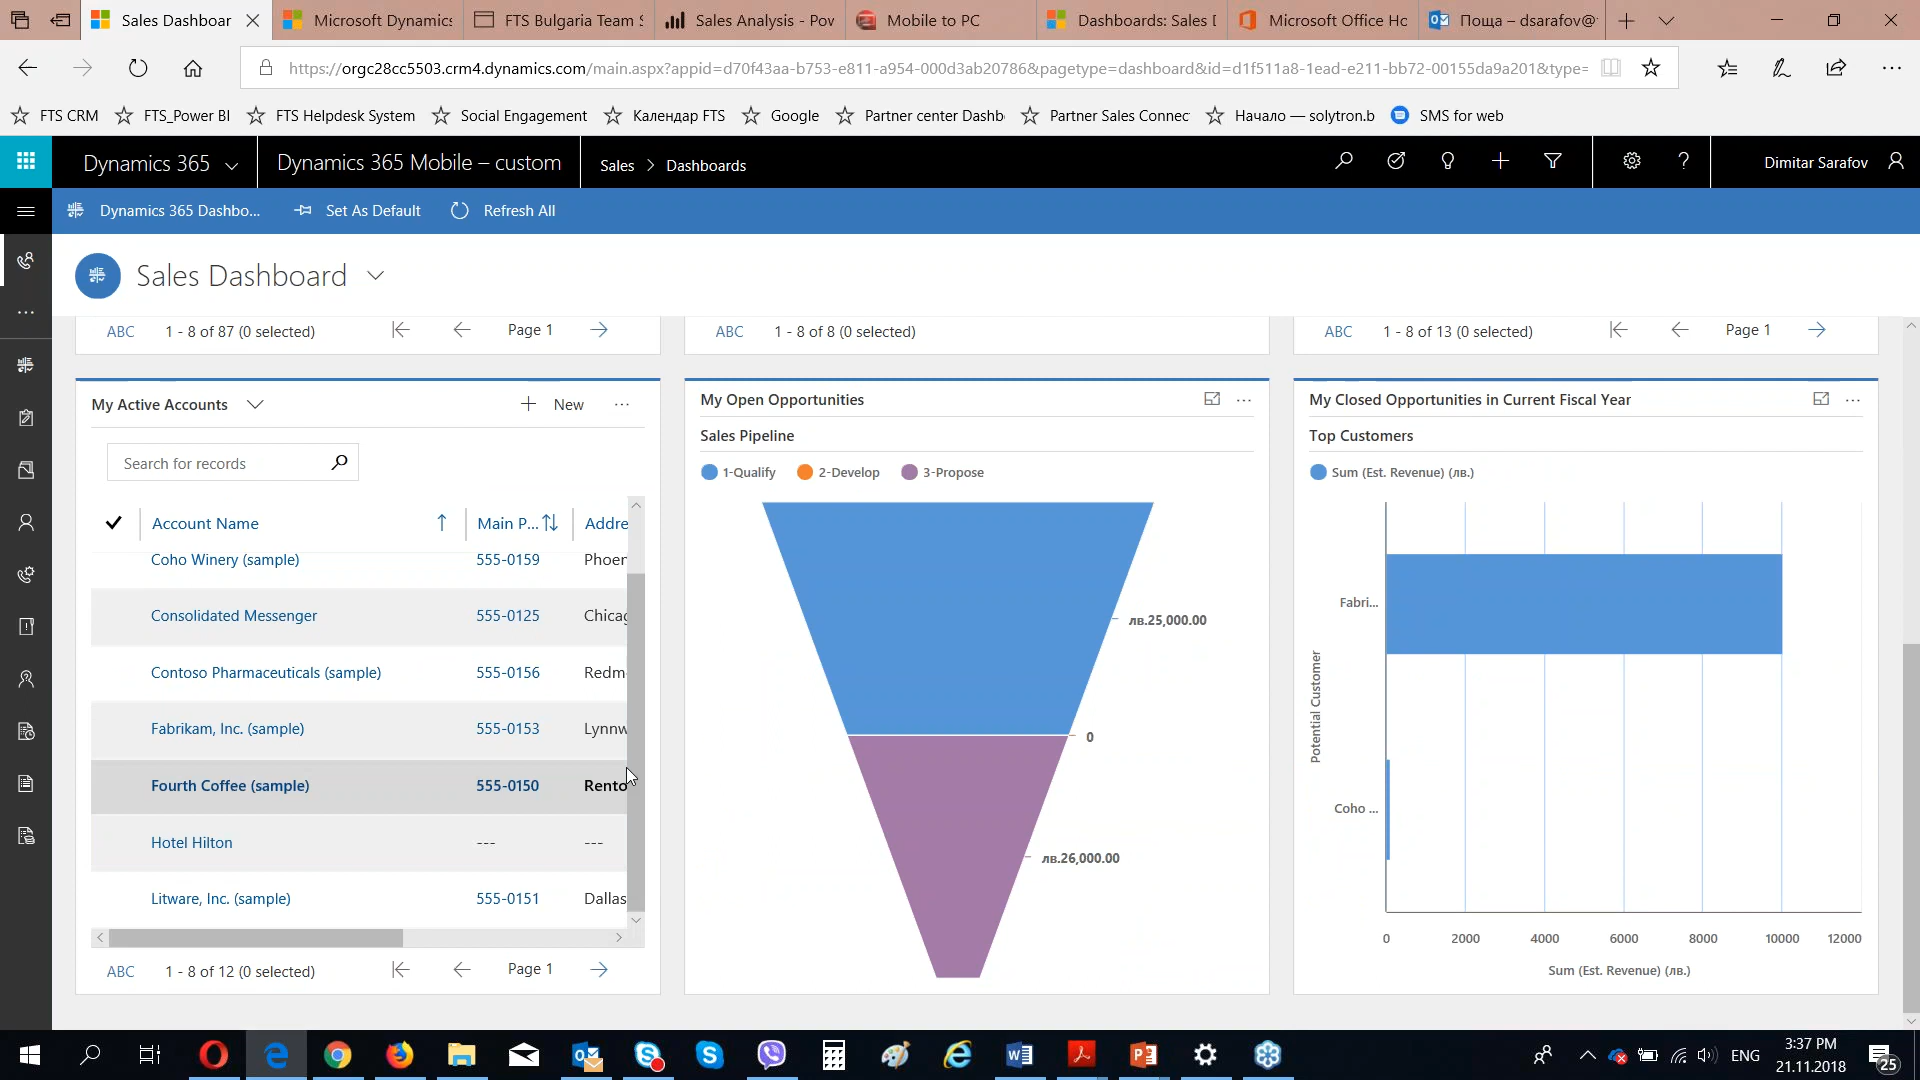 Sales Dashboar
Microsoft Dynamics
FTS Bulgaria Team S
Sales Analysis - Pow
Mobile to PC
Dashboards: Sales D
Microsoft Office Ho
Поща – dsarafov@
https://orgc28cc5503.crm4.dynamics.com/main.aspx?appid=d70f43aa-b753-e811-a954-000d3ab20786&pagetype=dashboard&id=d1f511a8-1ead-e211-bb72-00155da9a201&type=
FTS CRM
FTS_Power BI
FTS Helpdesk System
Social Engagement
Календар FTS
Google
Partner center Dashb
Partner Sales Connec
Начало — solytron.b
SMS for web
Dynamics 365
Dynamics 365 Mobile – custom
Sales > Dashboards
Dimitar Sarafov
Dynamics 365 Dashbo...
Set As Default
Refresh All
Sales Dashboard
ABC 1 - 8 of 87 (0 selected) Page 1
ABC 1 - 8 of 8 (0 selected)
ABC 1 - 8 of 13 (0 selected) Page 1
My Active Accounts
New
Search for records
Account Name Main P... Addre
Coho Winery (sample) 555-0159 Phoen
Consolidated Messenger 555-0125 Chicag
Contoso Pharmaceuticals (sample) 555-0156 Redm
Fabrikam, Inc. (sample) 555-0153 Lynnw
Fourth Coffee (sample) 555-0150 Rento
Hotel Hilton --- ---
Litware, Inc. (sample) 555-0151 Dallas
ABC 1 - 8 of 12 (0 selected) Page 1
My Open Opportunities
Sales Pipeline
1-Qualify 2-Develop 3-Propose
лв.25,000.00
0
лв.26,000.00
My Closed Opportunities in Current Fiscal Year
Top Customers
Sum (Est. Revenue) (лв.)
Potential Customer
Fabri...
Coho ...
0 2000 4000 6000 8000 10000 12000
Sum (Est. Revenue) (лв.)
ENG
3:37 PM
21.11.2018
25